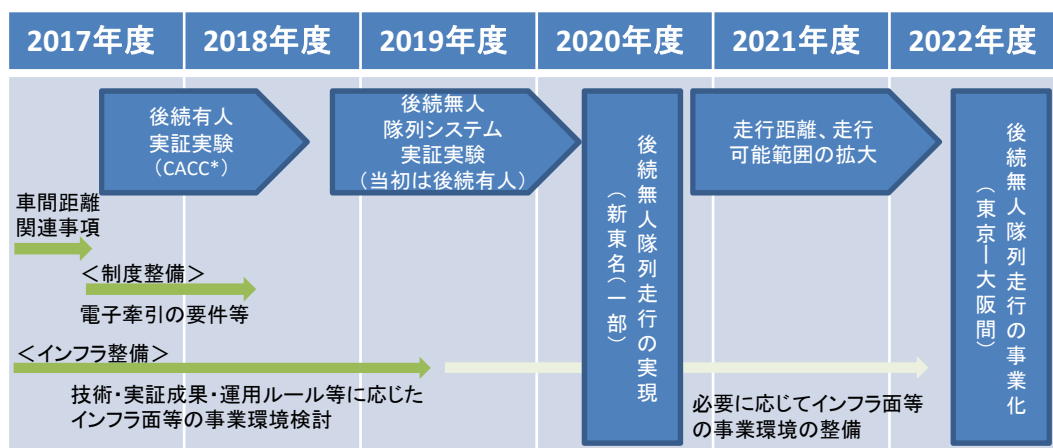 2017年度
2018年度
2019年度
2020年度
2021年度
2022年度
後続有人
実証実験
(CACC*)
後続無人
隊列システム
実証実験
(当初は後続有人)
後続無人隊列走行の実現
(新東名(一部)
走行距離、走行
可能範囲の拡大
後続無人隊列走行の事業化
(東京ー大阪間)
車間距離
関連事項
<制度整備>
電子牽引の要件等
<インフラ整備>
技術・実証成果・運用ルール等に応じた
インフラ面等の事業環境検討
必要に応じてインフラ面等
の事業環境の整備